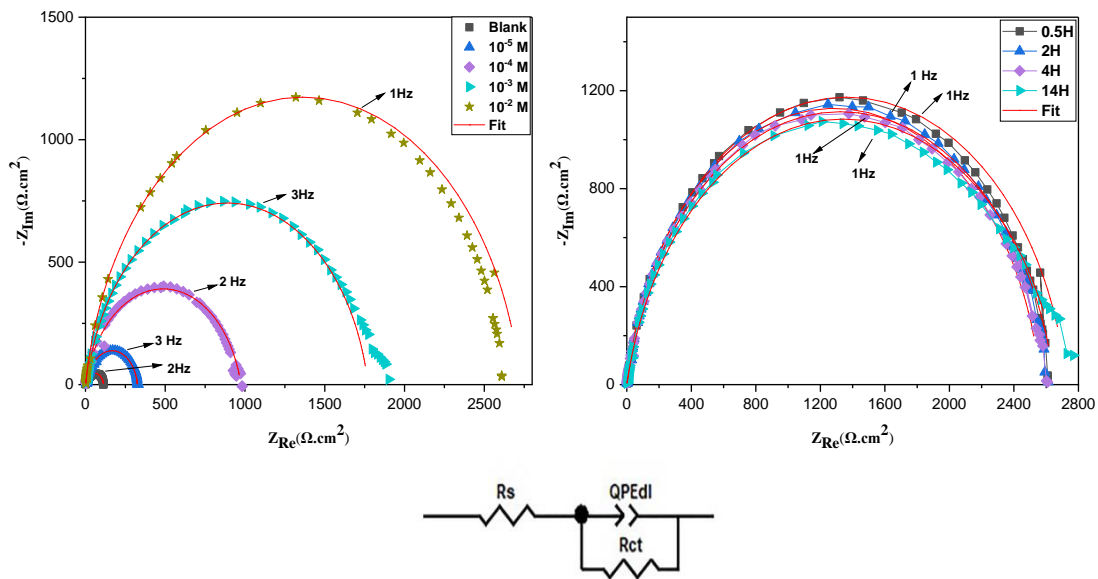 1500
1000
500
0
-Z_Im(Ω.cm²)
Blank
10⁻⁵ M
10⁻⁴ M
10⁻³ M
10⁻² M
Fit
1Hz
3Hz
2 Hz
3 Hz
2Hz
0 500 1000 1500 2000 2500
Z_Re(Ω.cm²)
1200
800
400
0
-Z_Im(Ω.cm²)
0.5H
2H
4H
14H
Fit
1 Hz
1Hz
1Hz
1Hz
0 400 800 1200 1600 2000 2400 2800
Z_Re(Ω.cm²)
Rs
QPEdl
Rct